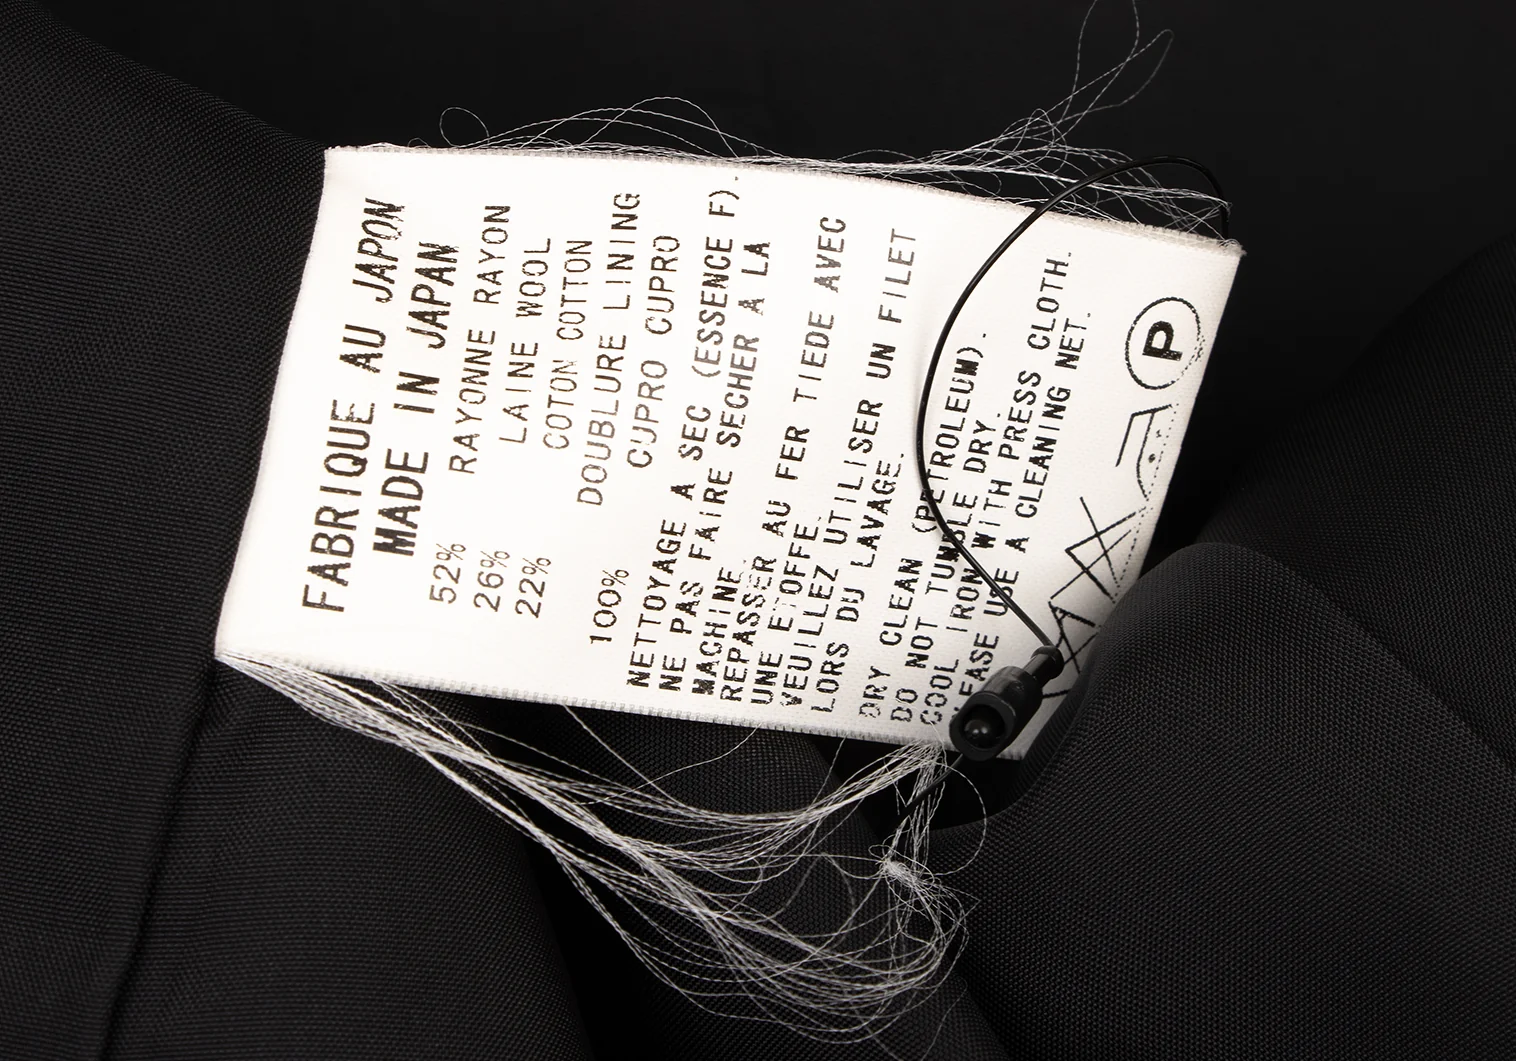 FABRIQUE AU JAPON
MADE IN JAPAN
52% RAYONNE RAYON
26% LAINE WOOL
22% COTON COTTON
DOUBLURE LINING
100% CUPRO CUPRO
NETTOYAGE A SEC (ESSENCE F).
NE PAS FAIRE SECHER A LA
MACHINE
REPASSER AU FER TIEDE AVEC
UNE ETOFFE.
VEUILLEZ UTILISER UN FILET
LORS DU LAVAGE.
DRY CLEAN (PETROLEUM).
DO NOT TUMBLE DRY.
COOL IRON WITH PRESS CLOTH.
PLEASE USE A CLEANING NET.
P